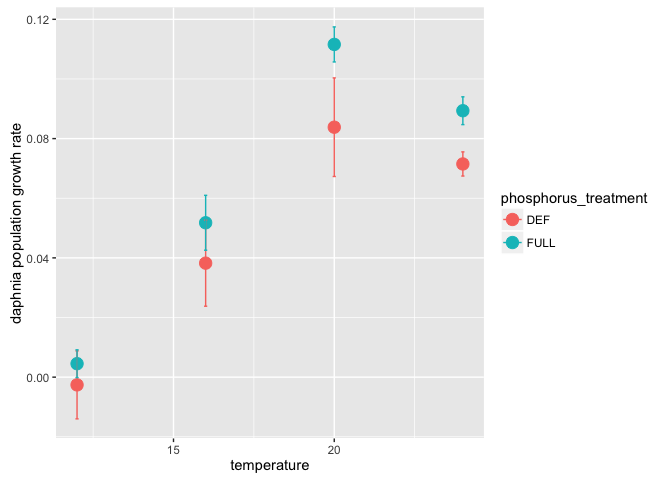 0.12
0.08
0.04
0.00
daphnia population growth rate
15
20
temperature
phosphorus_treatment
DEF
FULL